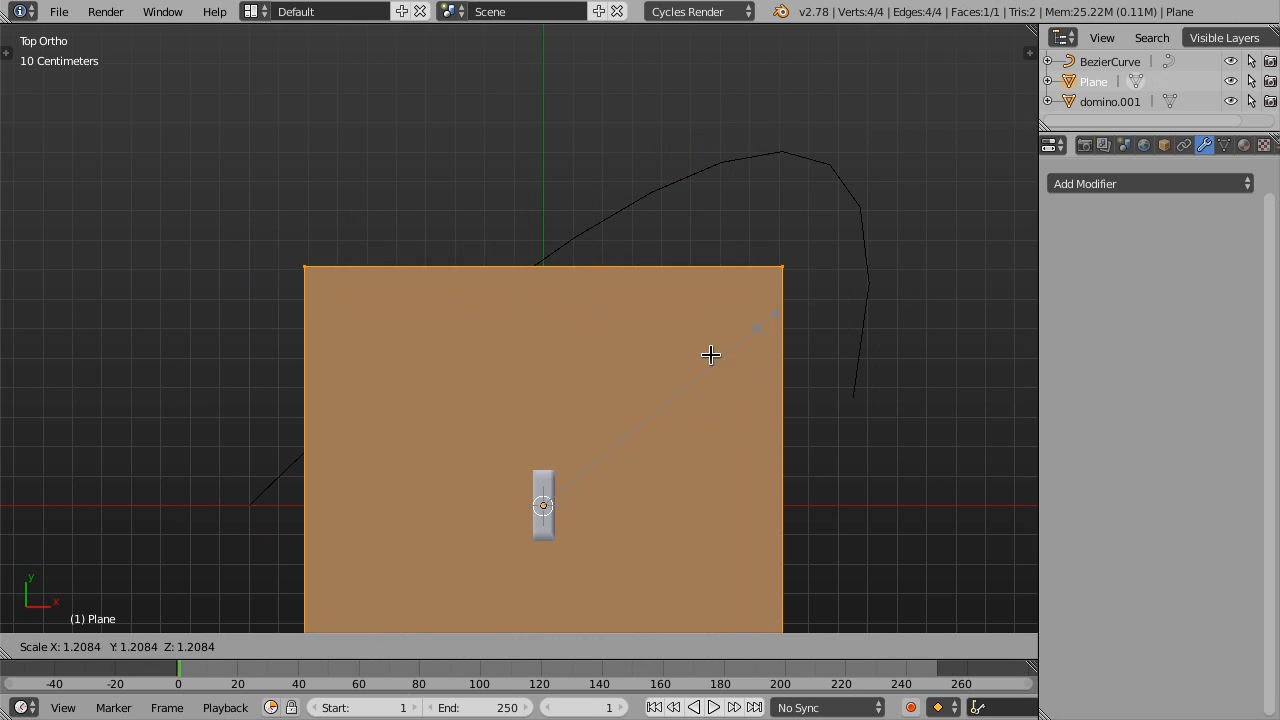 File Render Window Help Default Scene Cycles Render v2.78 | Verts:4/4 | Edges:4/4 | Faces:1/1 | Tris:2 | Mem:25.22M (0.11M) | Plane
View Search Visible Layers
Top Ortho
10 Centimeters
BezierCurve
Plane
domino.001
Add Modifier
y
x
(1) Plane
Scale X: 1.2084 Y: 1.2084 Z: 1.2084
-40 -20 0 20 40 60 80 100 120 140 160 180 200 220 240 260
View Marker Frame Playback Start: 1 End: 250 1 No Sync